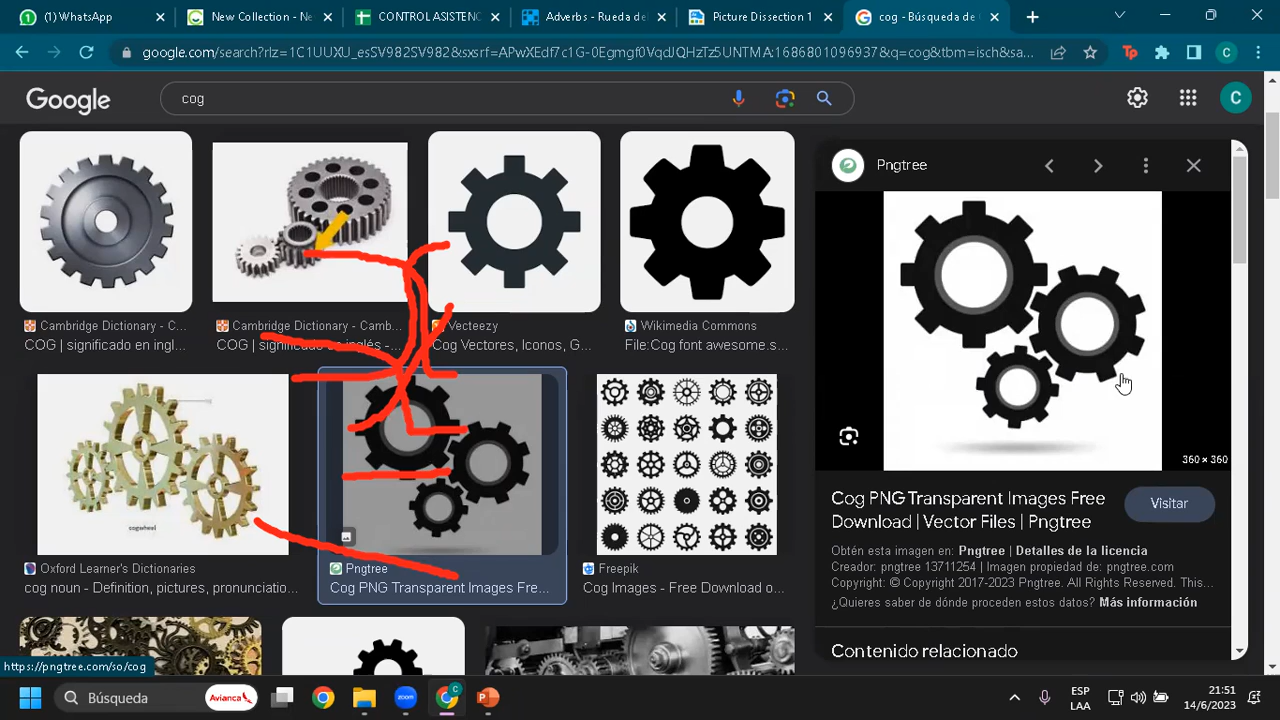 (1) WhatsApp
New Collection - Ne
CONTROL ASISTENC
Adverbs - Rueda del
Picture Dissection 1
cog - Búsqueda de
google.com/search?rlz=1C1UUXU_esSV982SV982&sxsrf=APwXEdf7c1G-0Egmgf0VqdJQHzTz5UNTMA:1686801096937&q=cog&tbm=isch&sa...
Google
cog
C
Cambridge Dictionary - C...
COG | significado en ingl...
Cambridge Dictionary - Camb...
COG | significado en inglés -...
Vecteezy
Cog Vectores, Iconos, G...
Wikimedia Commons
File:Cog font awesome.s...
cogwheel
Oxford Learner's Dictionaries
cog noun - Definition, pictures, pronunciatio...
Pngtree
Cog PNG Transparent Images Fre...
Freepik
Cog Images - Free Download o...
Pngtree
360 × 360
Cog PNG Transparent Images Free
Download | Vector Files | Pngtree
Visitar
Obtén esta imagen en: Pngtree | Detalles de la licencia
Creador: pngtree 13711254 | Imagen propiedad de: pngtree.com
Copyright: © Copyright 2017-2023 Pngtree. All Rights Reserved. This...
¿Quieres saber de dónde proceden estos datos? Más información
Contenido relacionado
https://pngtree.com/so/cog
Búsqueda
Avianca
zoom
ESP
LAA
21:51
14/6/2023